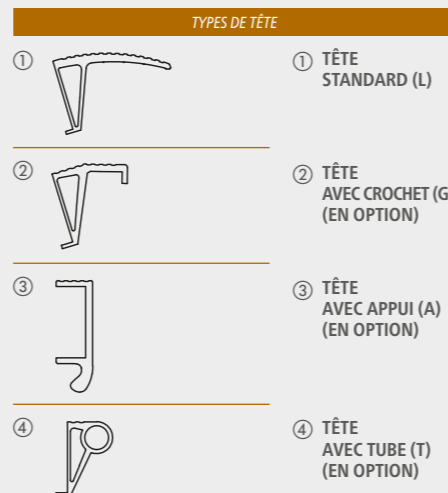 TYPES DE TÊTE
① ① TÊTE
STANDARD (L)
② ② TÊTE
AVEC CROCHET (G
(EN OPTION)
③ ③ TÊTE
AVEC APPUI (A)
(EN OPTION)
④ ④ TÊTE
AVEC TUBE (T)
(EN OPTION)